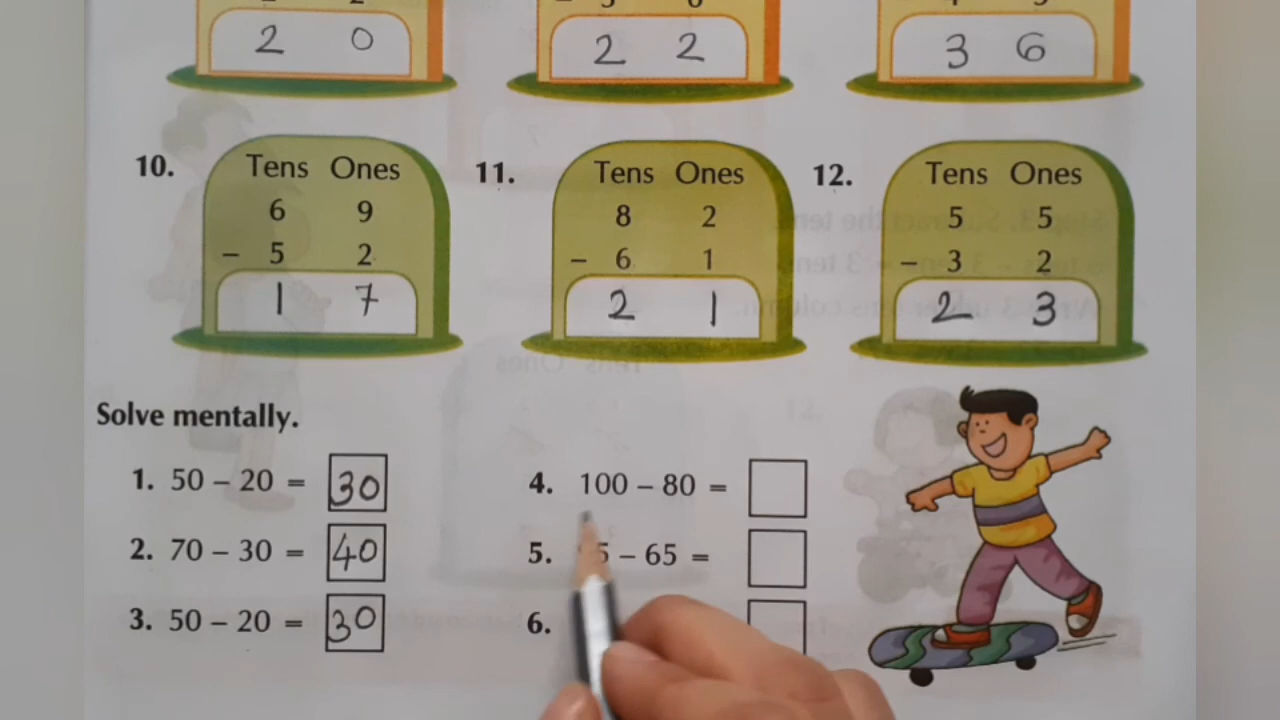 2 0
2 2
3 6
10.
Tens Ones
6 9
– 5 2
1 7
11.
Tens Ones
8 2
– 6 1
2 1
12.
Tens Ones
5 5
– 3 2
2 3
Solve mentally.
1. 50 – 20 = 30
2. 70 – 30 = 40
3. 50 – 20 = 30
4. 100 – 80 =
5. 5 – 65 =
6.